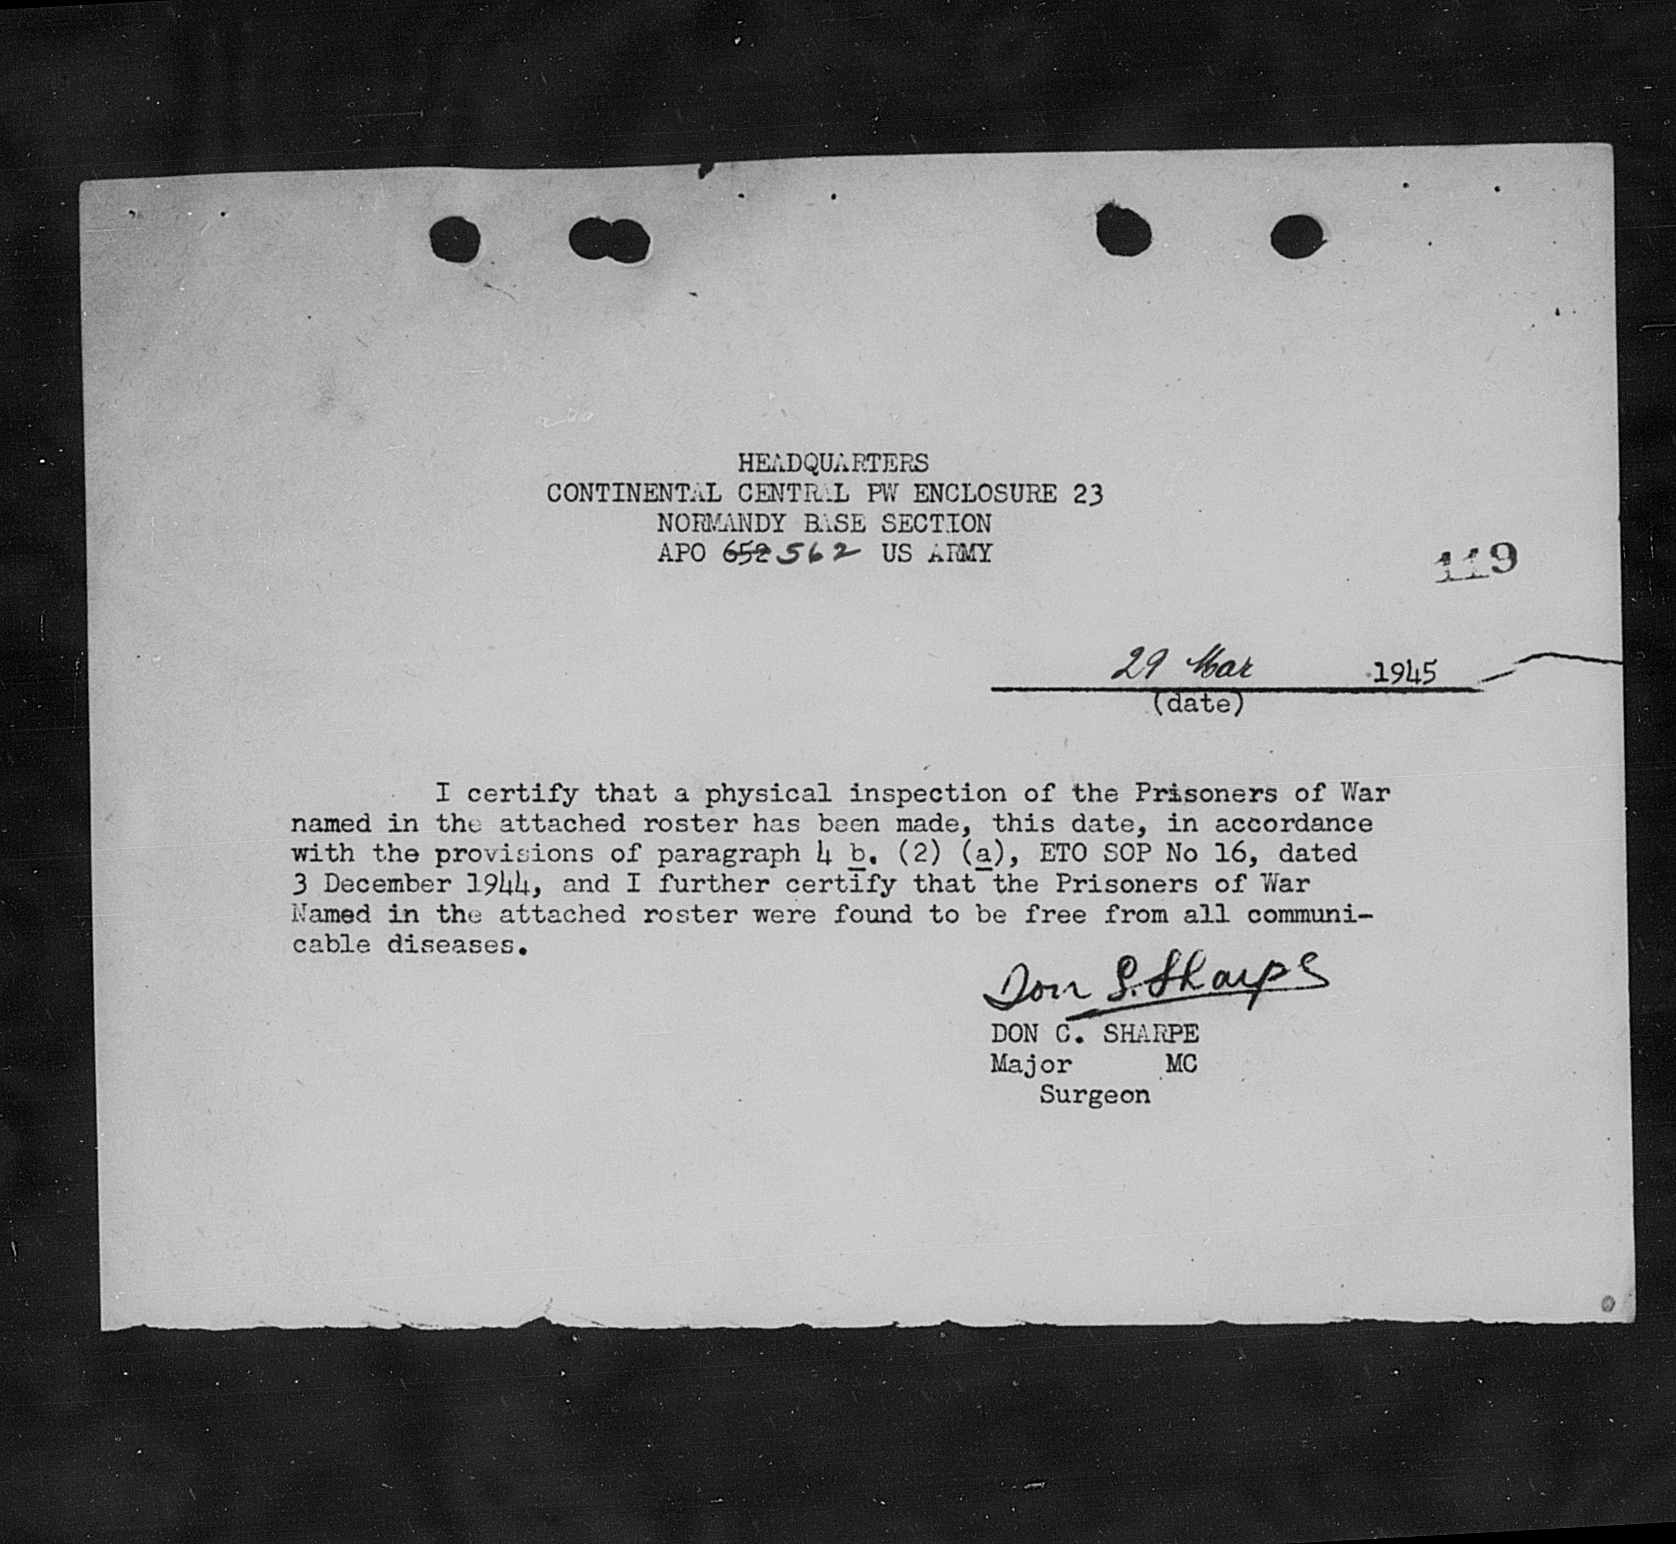 HEADQUARTERS
CONTINENTAL CENTRAL PW ENCLOSURE 23
NORMANDY BASE SECTION
APO 652 562 US ARMY
119
29 Mar 1945
(date)
I certify that a physical inspection of the Prisoners of War
named in the attached roster has been made, this date, in accordance
with the provisions of paragraph 4 b. (2) (a), ETO SOP No 16, dated
3 December 1944, and I further certify that the Prisoners of War
Named in the attached roster were found to be free from all communi-
cable diseases.
Don S. Sharpe
DON C. SHARPE
Major MC
Surgeon